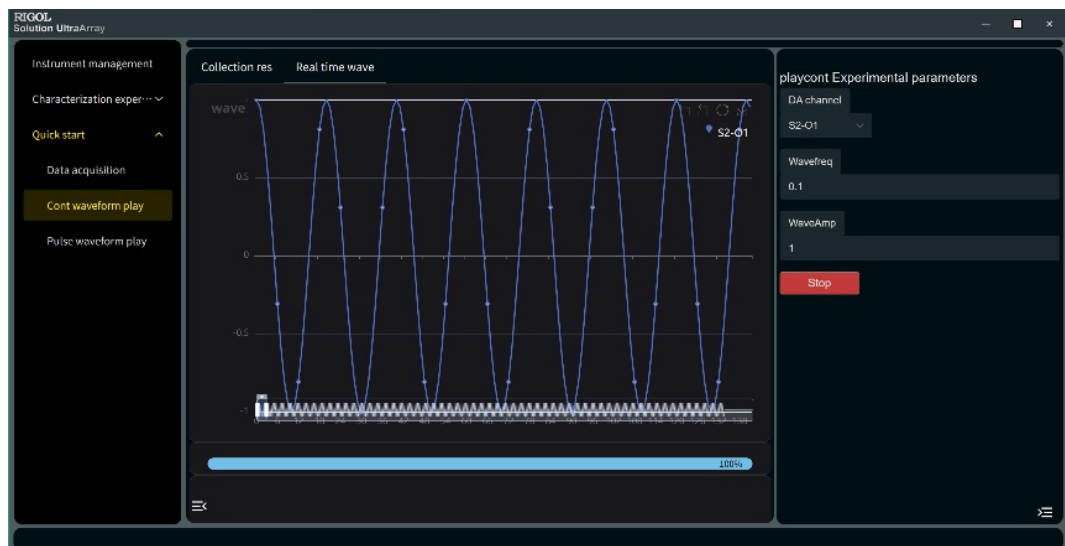 RIGOL
Solution UltraArray
Instrument management
Characterization exper···
Quick start
Data acquisition
Cont waveform play
Pulse waveform play
Collection res
Real time wave
wave
S2-O1
0.5
0
-0.5
-1
100%
playcont Experimental parameters
DA channel
S2-O1
Wavefreq
0.1
WaveAmp
1
Stop